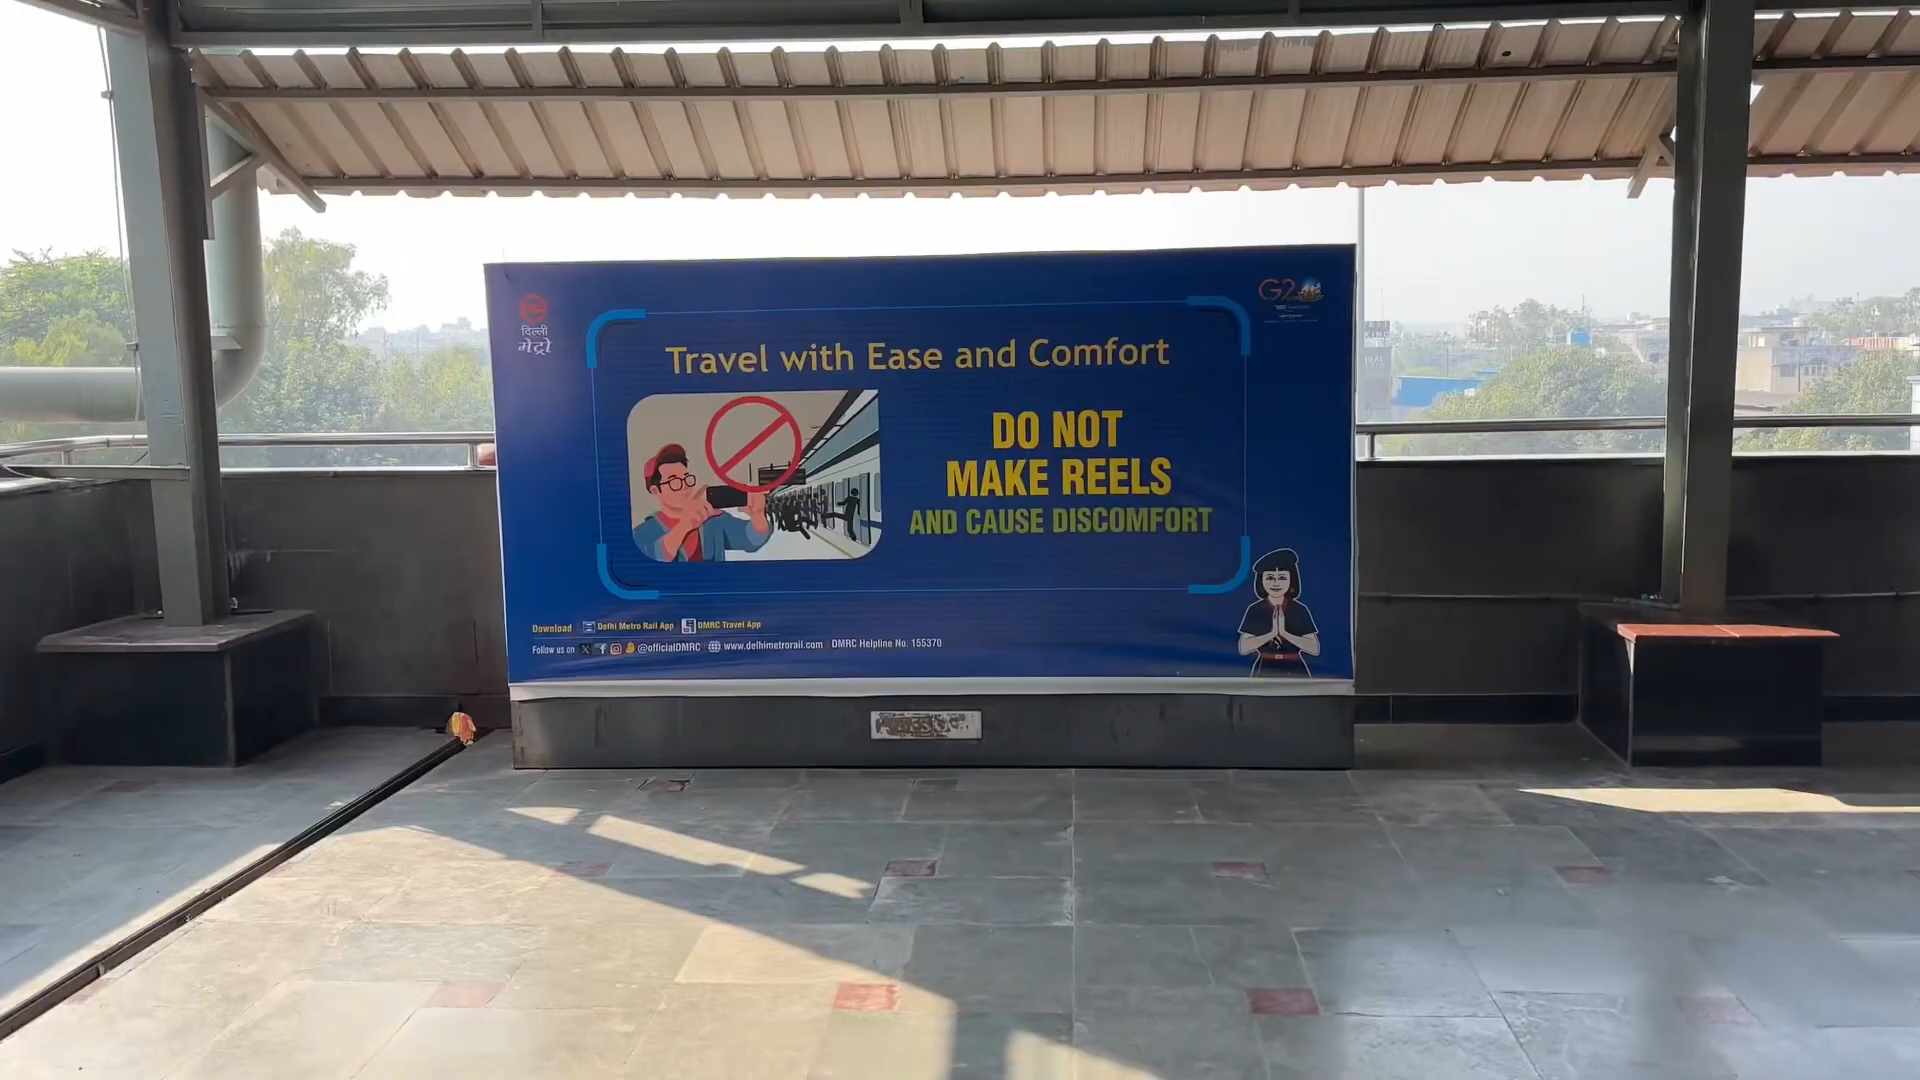 दिल्ली
मेट्रो
G20
Travel with Ease and Comfort
DO NOT
MAKE REELS
AND CAUSE DISCOMFORT
Download Delhi Metro Rail App DMRC Travel App
Follow us on @officialDMRC www.delhimetrorail.com DMRC Helpline No. 155370